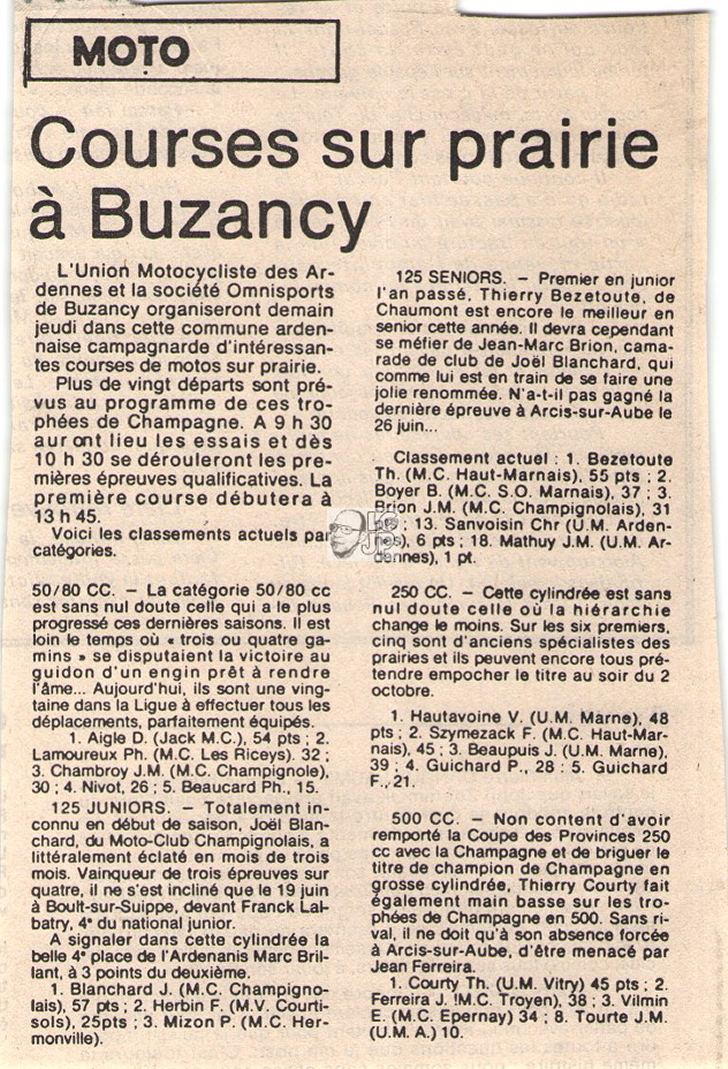 MOTO
Courses sur prairie
à Buzancy
L'Union Motocycliste des Ar-
dennes et la société Omnisports
de Buzancy organiseront demain
jeudi dans cette commune arden-
naise campagnarde d'intéressan-
tes courses de motos sur prairie.
Plus de vingt départs sont pré-
vus au programme de ces tro-
phées de Champagne. A 9 h 30
auront lieu les essais et dès
10 h 30 se dérouleront les pre-
mières épreuves qualificatives. La
première course débutera à
13 h 45.
Voici les classements actuels par
catégories.
50/80 CC. – La catégorie 50/80 cc
est sans nul doute celle qui a le plus
progressé ces dernières saisons. Il est
loin le temps où « trois ou quatre ga-
mins » se disputaient la victoire au
guidon d'un engin prêt à rendre
l'âme... Aujourd'hui, ils sont une ving-
taine dans la Ligue à effectuer tous les
déplacements, parfaitement équipés.
1. Aigle D. (Jack M.C.), 54 pts ; 2.
Lamoureux Ph. (M.C. Les Riceys). 32 ;
3. Chambroy J.M. (M.C. Champignole),
30 ; 4. Nivot, 26 ; 5. Beaucard Ph., 15.
125 JUNIORS. – Totalement in-
connu en début de saison, Joël Blan-
chard, du Moto-Club Champignolais, a
littéralement éclaté en mois de trois
mois. Vainqueur de trois épreuves sur
quatre, il ne s'est incliné que le 19 juin
à Boult-sur-Suippe, devant Franck Lal-
batry, 4e du national junior.
A signaler dans cette cylindrée la
belle 4e place de l'Ardenanis Marc Bril-
lant, à 3 points du deuxième.
1. Blanchard J. (M.C. Champigno-
lais), 57 pts ; 2. Herbin F. (M.V. Courti-
sols), 25pts ; 3. Mizon P. (M.C. Her-
monville).
125 SENIORS. – Premier en junior
l'an passé, Thierry Bezetoute, de
Chaumont est encore le meilleur en
senior cette année. Il devra cependant
se méfier de Jean-Marc Brion, cama-
rade de club de Joël Blanchard, qui
comme lui est en train de se faire une
jolie renommée. N'a-t-il pas gagné la
dernière épreuve à Arcis-sur-Aube le
26 juin...
Classement actuel : 1. Bezetoute
Th. (M.C. Haut-Marnais), 55 pts ; 2.
Boyer B. (M.C. S.O. Marnais), 37 ; 3.
Brion J.M. (M.C. Champignolais), 31
pts ; 13. Sanvoisin Chr (U.M. Arden-
nes), 6 pts ; 18. Mathuy J.M. (U.M. Ar-
dennes), 1 pt.
250 CC. – Cette cylindrée est sans
nul doute celle où la hiérarchie
change le moins. Sur les six premiers,
cinq sont d'anciens spécialistes des
prairies et ils peuvent encore tous pré-
tendre empocher le titre au soir du 2
octobre.
1. Hautavoine V. (U.M. Marne), 48
pts ; 2. Szymezack F. (M.C. Haut-Mar-
nais), 45 ; 3. Beaupuis J. (U.M. Marne),
39 ; 4. Guichard P., 28 : 5. Guichard
F., 21.
500 CC. – Non content d'avoir
remporté la Coupe des Provinces 250
cc avec la Champagne et de briguer le
titre de champion de Champagne en
grosse cylindrée, Thierry Courty fait
également main basse sur les tro-
phées de Champagne en 500. Sans ri-
val, il ne doit qu'à son absence forcée
à Arcis-sur-Aube, d'être menacé par
Jean Ferreira.
1. Courty Th. (U.M. Vitry) 45 pts ; 2.
Ferreira J. !M.C. Troyen), 38 ; 3. Vilmin
E. (M.C. Epernay) 34 ; 8. Tourte J.M.
(U.M. A.) 10.